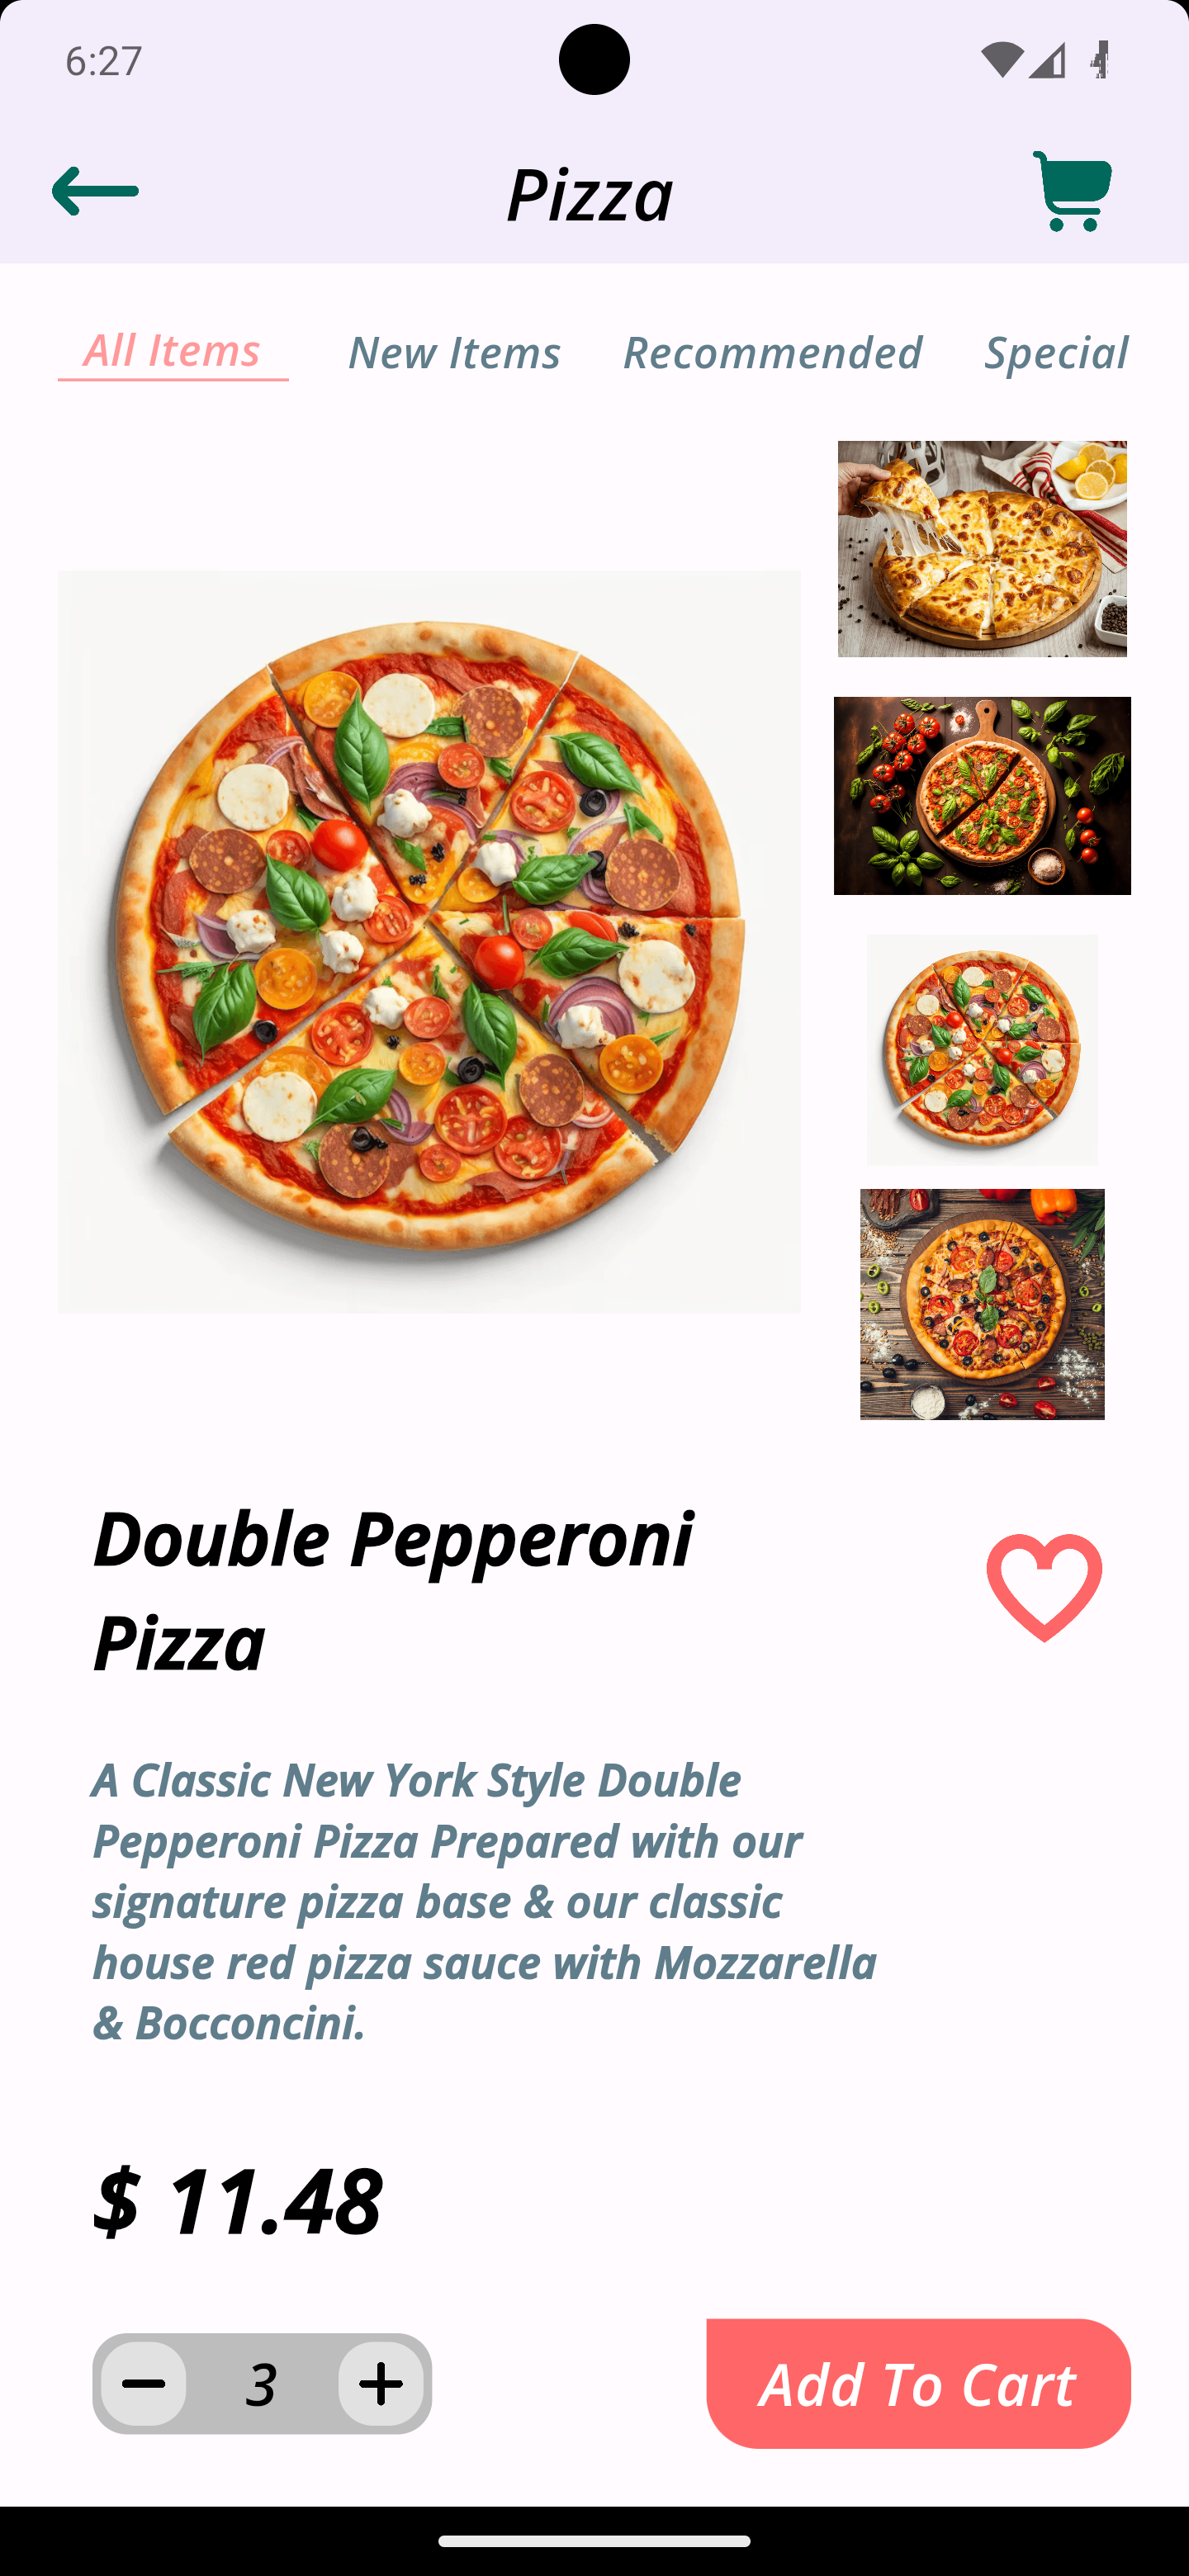 6:27
Pizza
All Items New Items Recommended Special
Double Pepperoni
Pizza
A Classic New York Style Double
Pepperoni Pizza Prepared with our
signature pizza base & our classic
house red pizza sauce with Mozzarella
& Bocconcini.
$ 11.48
3
Add To Cart